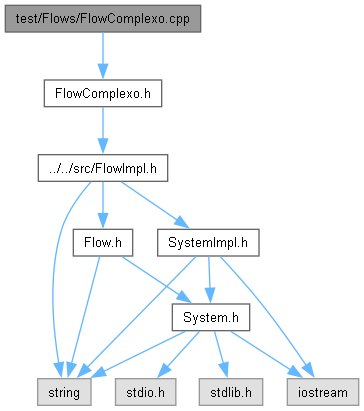 test/Flows/FlowComplexo.cpp
FlowComplexo.h
../../src/FlowImpl.h
Flow.h
SystemImpl.h
System.h
string
stdio.h
stdlib.h
iostream